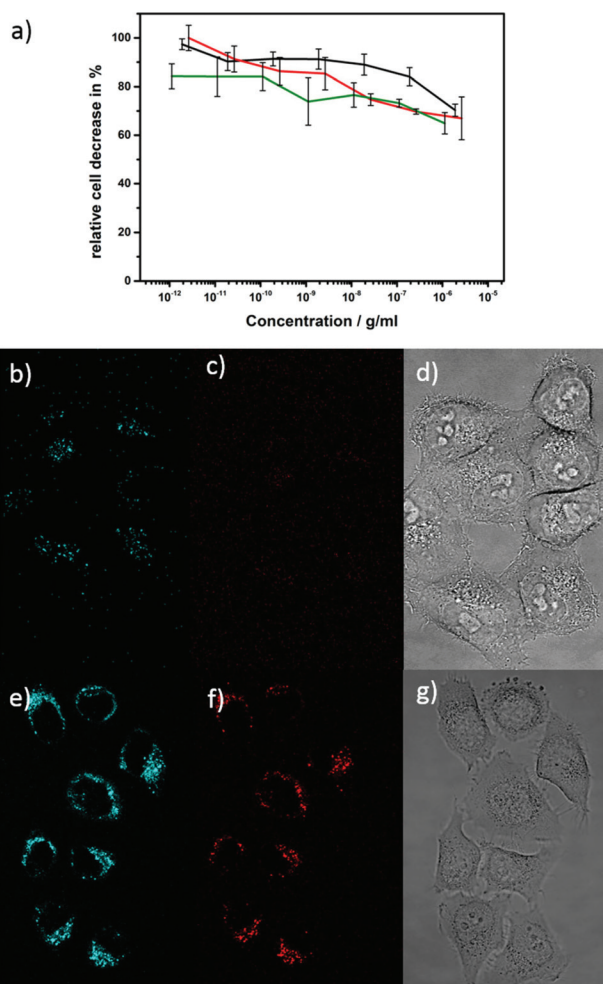 a)
relative cell decrease in %
100
80
60
40
20
0
10⁻¹² 10⁻¹¹ 10⁻¹⁰ 10⁻⁹ 10⁻⁸ 10⁻⁷ 10⁻⁶ 10⁻⁵
Concentration / g/ml
b) c) d)
e) f) g)